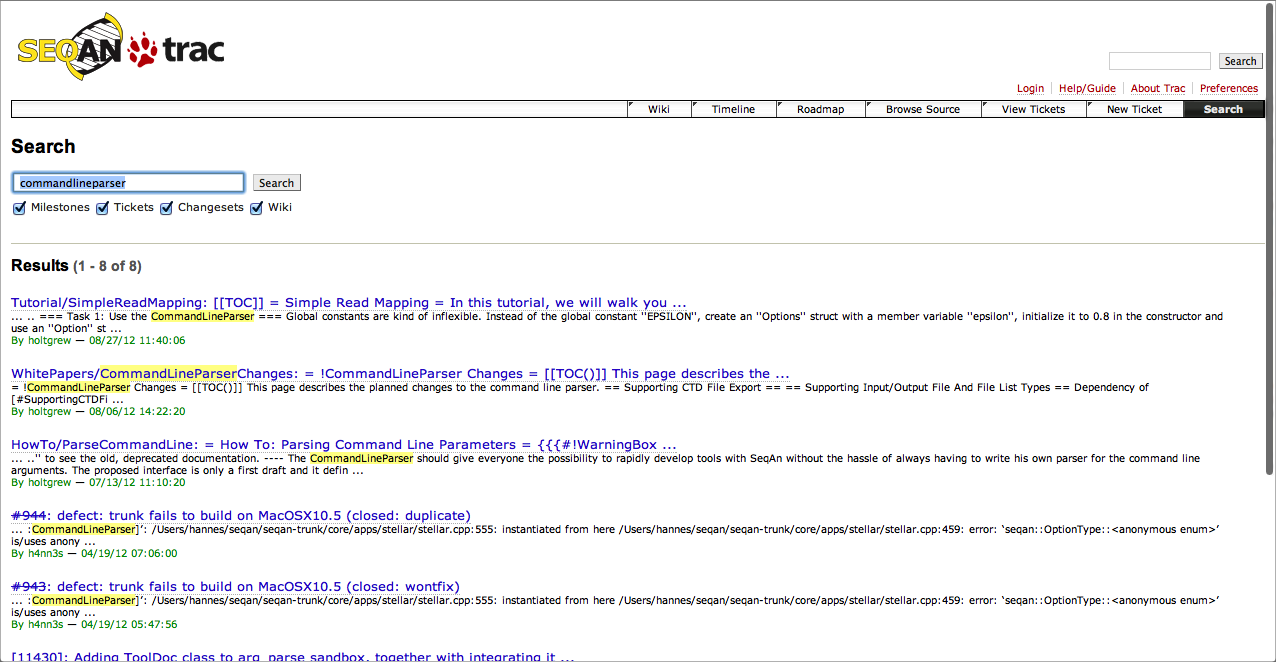 SEQAN trac
Search
Login Help/Guide About Trac Preferences
Wiki Timeline Roadmap Browse Source View Tickets New Ticket Search
Search
commandlineparser Search
Milestones Tickets Changesets Wiki
Results (1 - 8 of 8)
Tutorial/SimpleReadMapping: [[TOC]] = Simple Read Mapping = In this tutorial, we will walk you ...
... .. === Task 1: Use the CommandLineParser === Global constants are kind of inflexible. Instead of the global constant ''EPSILON'', create an ''Options'' struct with a member variable ''epsilon'', initialize it to 0.8 in the constructor and
use an ''Option'' st ...
By holtgrew — 08/27/12 11:40:06
WhitePapers/CommandLineParserChanges: = !CommandLineParser Changes = [[TOC()]] This page describes the ...
= !CommandLineParser Changes = [[TOC()]] This page describes the planned changes to the command line parser. == Supporting CTD File Export == == Supporting Input/Output File And File List Types == Dependency of
[#SupportingCTDFi ...
By holtgrew — 08/06/12 14:22:20
HowTo/ParseCommandLine: = How To: Parsing Command Line Parameters = {{{#!WarningBox ...
... ..'' to see the old, deprecated documentation. ---- The CommandLineParser should give everyone the possibility to rapidly develop tools with SeqAn without the hassle of always having to write his own parser for the command line
arguments. The proposed interface is only a first draft and it defin ...
By holtgrew — 07/13/12 11:10:20
#944: defect: trunk fails to build on MacOSX10.5 (closed: duplicate)
... :CommandLineParser]’: /Users/hannes/seqan/seqan-trunk/core/apps/stellar/stellar.cpp:555: instantiated from here /Users/hannes/seqan/seqan-trunk/core/apps/stellar/stellar.cpp:459: error: ‘seqan::OptionType::<anonymous enum>’
is/uses anony ...
By h4nn3s — 04/19/12 07:06:00
#943: defect: trunk fails to build on MacOSX10.5 (closed: wontfix)
... :CommandLineParser]’: /Users/hannes/seqan/seqan-trunk/core/apps/stellar/stellar.cpp:555: instantiated from here /Users/hannes/seqan/seqan-trunk/core/apps/stellar/stellar.cpp:459: error: ‘seqan::OptionType::<anonymous enum>’
is/uses anony ...
By h4nn3s — 04/19/12 05:47:56
[11430]: Adding ToolDoc class to arg_parse sandbox, together with integrating it ...